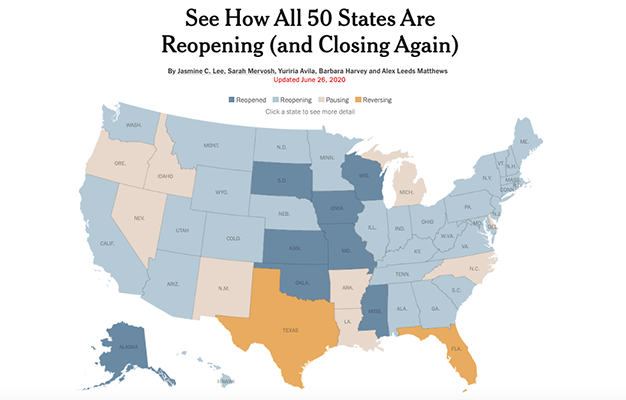 See How All 50 States Are
Reopening (and Closing Again)
By Jasmine C. Lee, Sarah Mervosh, Yuriria Avila, Barbara Harvey and Alex Leeds Matthews
Updated June 26, 2020
Reopened Reopening Pausing Reversing
Click a state to see more detail
WASH.
ORE.
IDAHO
MONT.
N.D.
MINN.
WIS.
MICH.
ME.
VT.
N.H.
MASS.
CONN.
N.Y.
S.D.
WYO.
IOWA
NEB.
NEV.
UTAH
COLO.
CALIF.
ILL.
IND.
OHIO
PA.
N.J.
MD.
DEL.
W.VA.
VA.
KAN.
MO.
KY.
N.C.
TENN.
S.C.
ARIZ.
N.M.
OKLA.
ARK.
MISS.
ALA.
GA.
LA.
TEXAS
FLA.
ALASKA
HAWAII